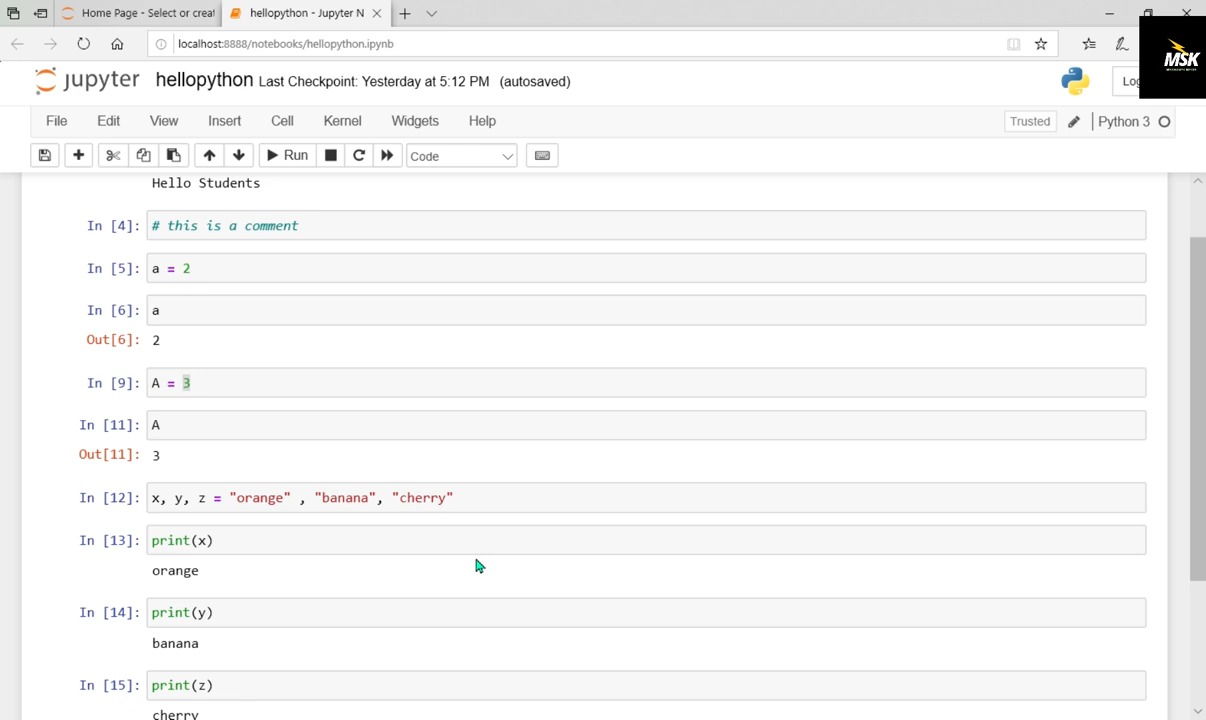 Home Page - Select or creat
hellopython - Jupyter N
localhost:8888/notebooks/hellopython.ipynb
MSK
jupyter hellopython Last Checkpoint: Yesterday at 5:12 PM (autosaved)
File Edit View Insert Cell Kernel Widgets Help
Trusted Python 3
Run Code
Hello Students
In [4]: # this is a comment
In [5]: a = 2
In [6]: a
Out[6]: 2
In [9]: A = 3
In [11]: A
Out[11]: 3
In [12]: x, y, z = "orange" , "banana", "cherry"
In [13]: print(x)
orange
In [14]: print(y)
banana
In [15]: print(z)
cherry